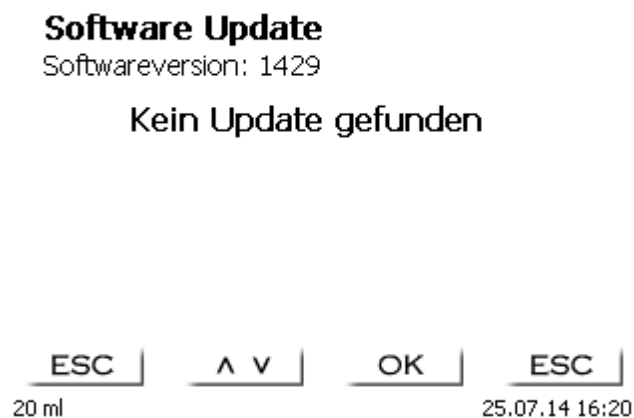 Software Update
Softwareversion: 1429
Kein Update gefunden
ESC ∧ ∨ OK ESC
20 ml 25.07.14 16:20